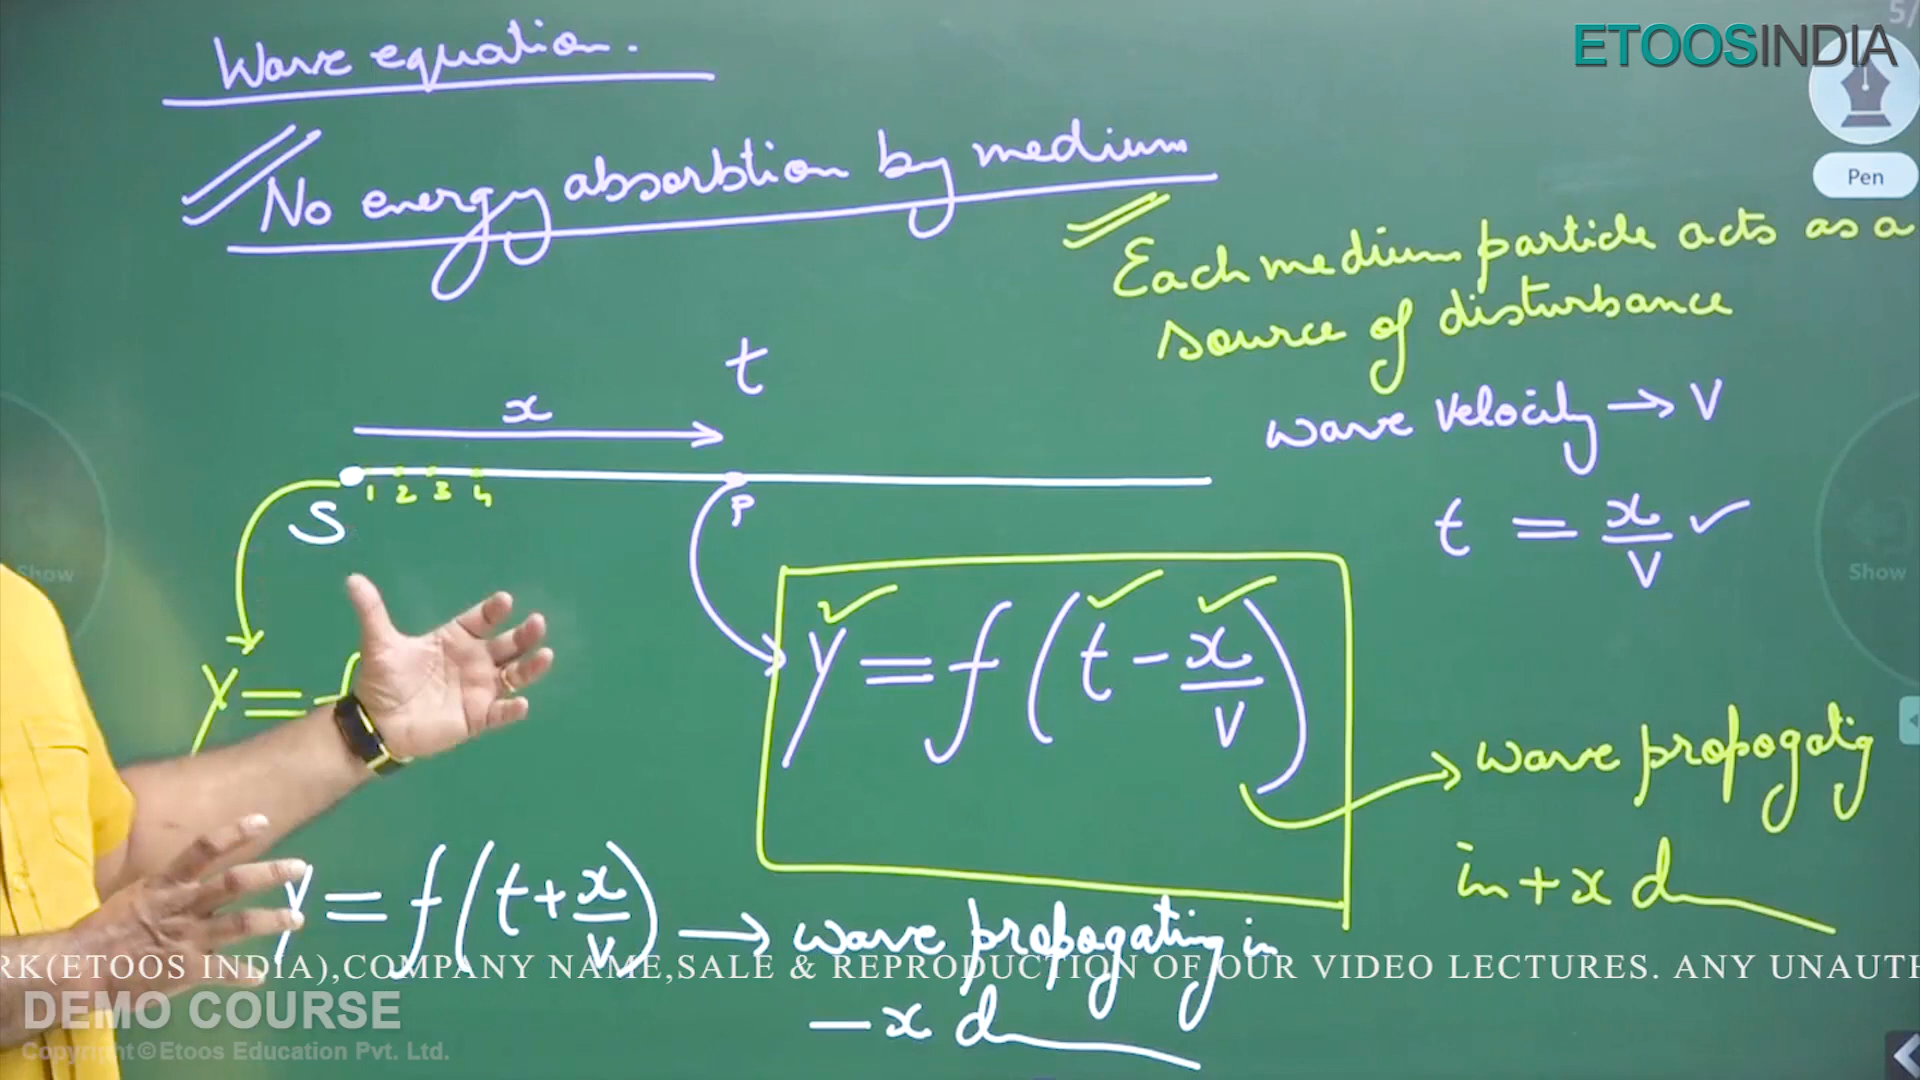 5/
ETOOSINDIA
Wave equation.
Pen
No energy absorbtion by medium
Each medium particle acts as a
source of disturbance
t
x
wave velocity → V
S
1 2 3 4
P
t = x/V ✓
Show
Show
y = f
y = f(t - x/V)
wave propogatig
in + x d
y = f(t + x/V) → wave propogating in
- x d
RK(ETOOS INDIA),COMPANY NAME,SALE & REPRODUCTION OF OUR VIDEO LECTURES. ANY UNAUTH
DEMO COURSE
Copyright © Etoos Education Pvt. Ltd.